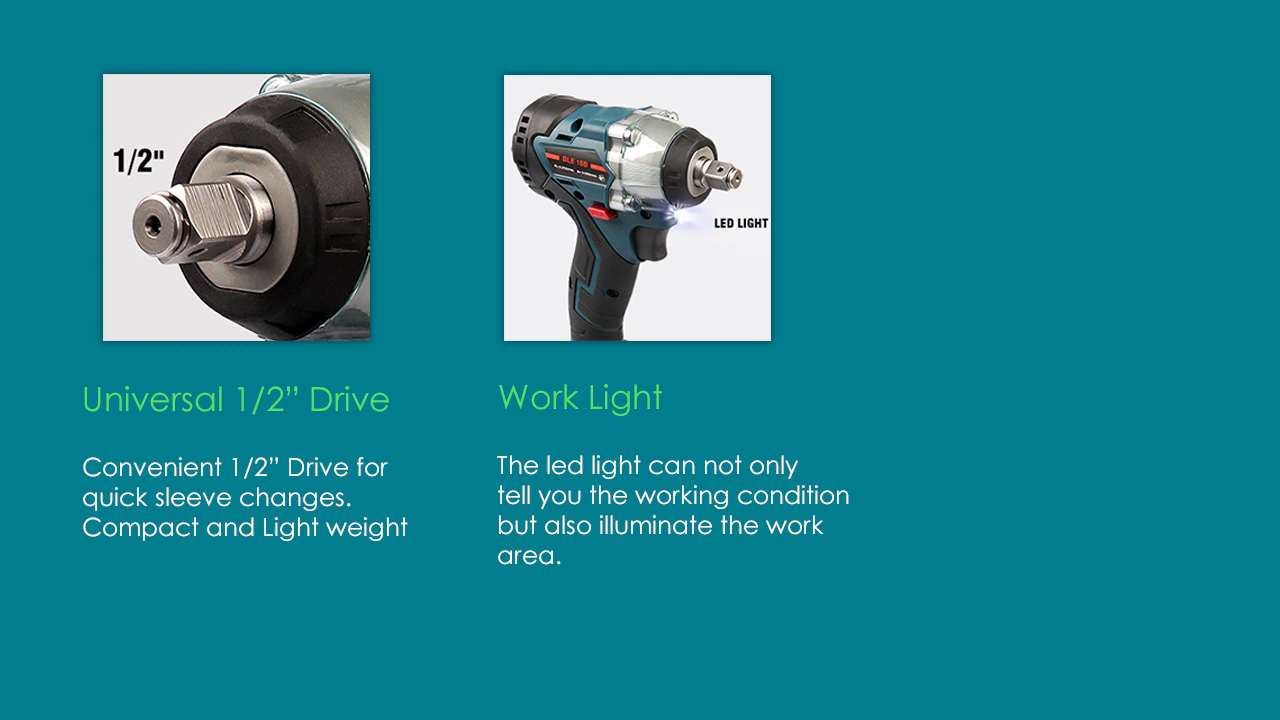 1/2"
BLE 16B
LED LIGHT
Universal 1/2” Drive
Work Light
Convenient 1/2” Drive for
quick sleeve changes.
Compact and Light weight
The led light can not only
tell you the working condition
but also illuminate the work
area.